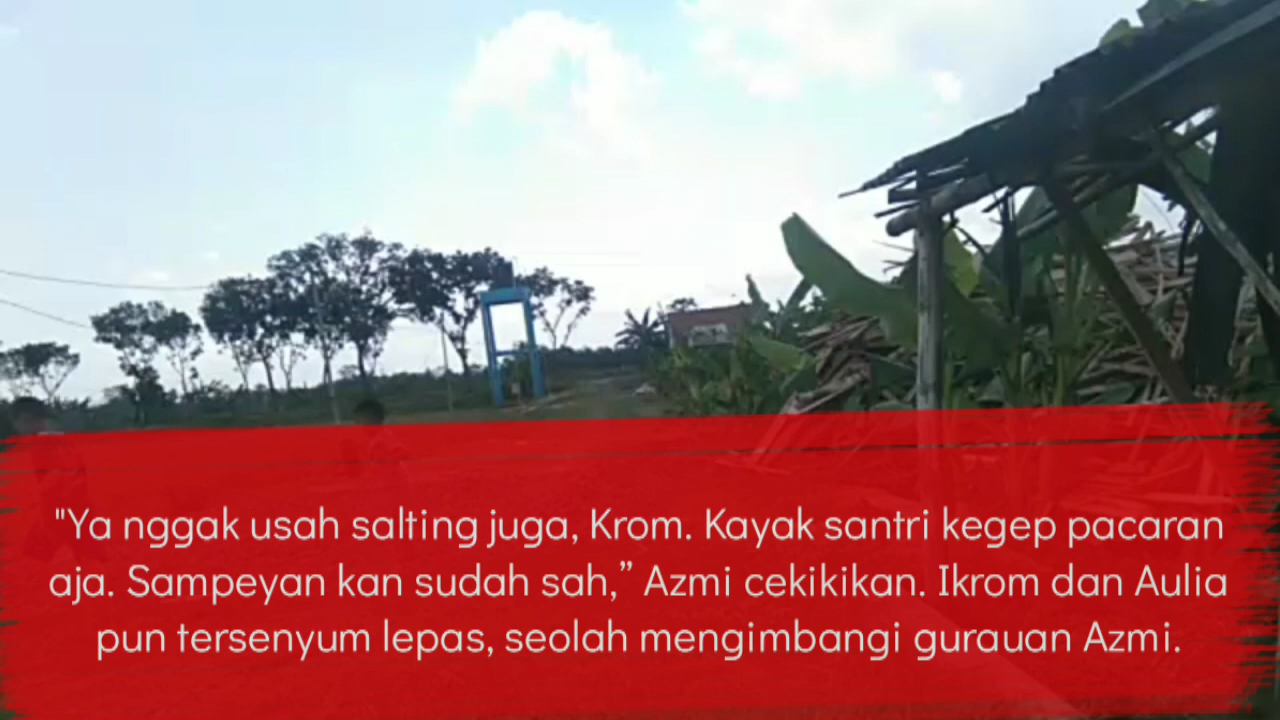 "Ya nggak usah salting juga, Krom. Kayak santri kegep pacaran
aja. Sampeyan kan sudah sah,” Azmi cekikikan. Ikrom dan Aulia
pun tersenyum lepas, seolah mengimbangi gurauan Azmi.